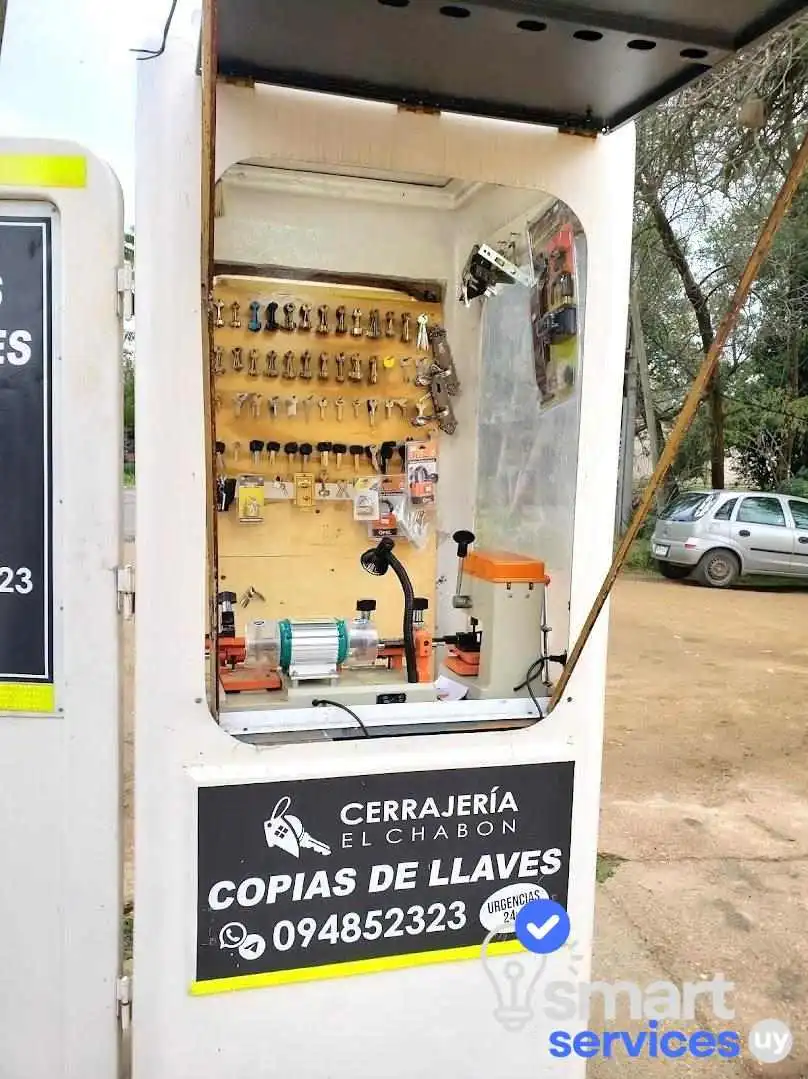 S
ES
23
CERRAJERÍA
EL CHABON
COPIAS DE LLAVES
094852323
URGENCIAS
24
smart
services uy